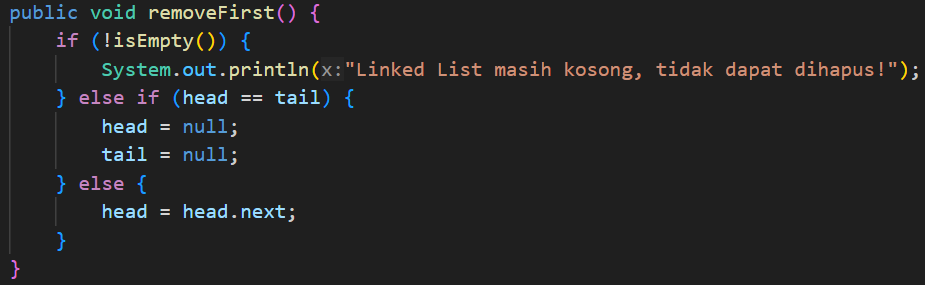 public void removeFirst() {
if (!isEmpty()) {
System.out.println(x:"Linked List masih kosong, tidak dapat dihapus!");
} else if (head == tail) {
head = null;
tail = null;
} else {
head = head.next;
}
}